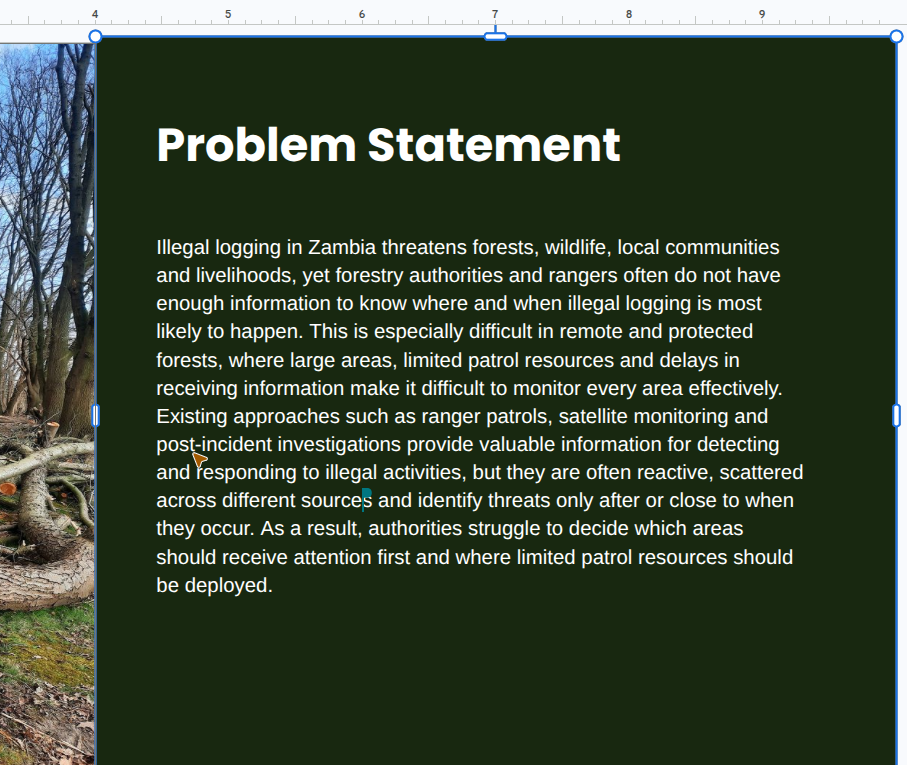 4 5 6 7 8 9
Problem Statement
Illegal logging in Zambia threatens forests, wildlife, local communities
and livelihoods, yet forestry authorities and rangers often do not have
enough information to know where and when illegal logging is most
likely to happen. This is especially difficult in remote and protected
forests, where large areas, limited patrol resources and delays in
receiving information make it difficult to monitor every area effectively.
Existing approaches such as ranger patrols, satellite monitoring and
post-incident investigations provide valuable information for detecting
and responding to illegal activities, but they are often reactive, scattered
across different sources and identify threats only after or close to when
they occur. As a result, authorities struggle to decide which areas
should receive attention first and where limited patrol resources should
be deployed.